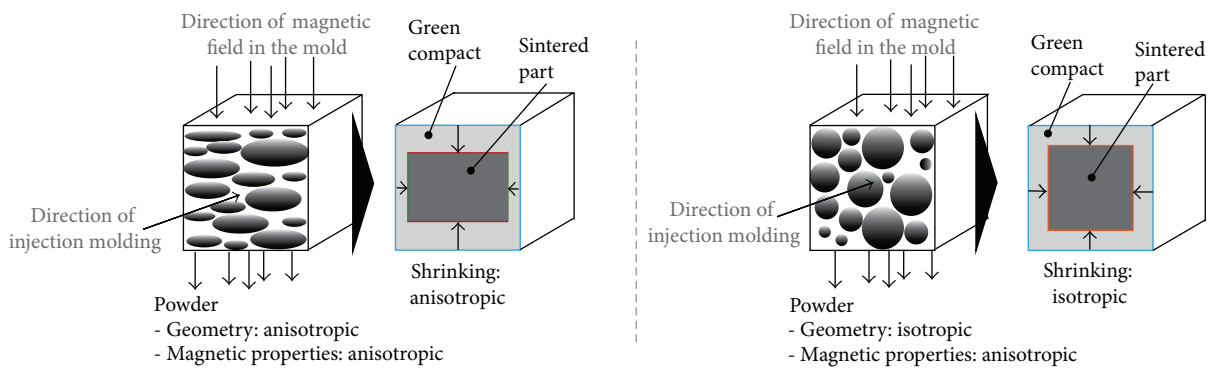 Direction of magnetic
field in the mold
Green
compact
Sintered
part
Direction of
injection molding
Shrinking:
anisotropic
Powder
- Geometry: anisotropic
- Magnetic properties: anisotropic
Direction of magnetic
field in the mold
Green
compact
Sintered
part
Direction of
injection molding
Shrinking:
isotropic
Powder
- Geometry: isotropic
- Magnetic properties: anisotropic